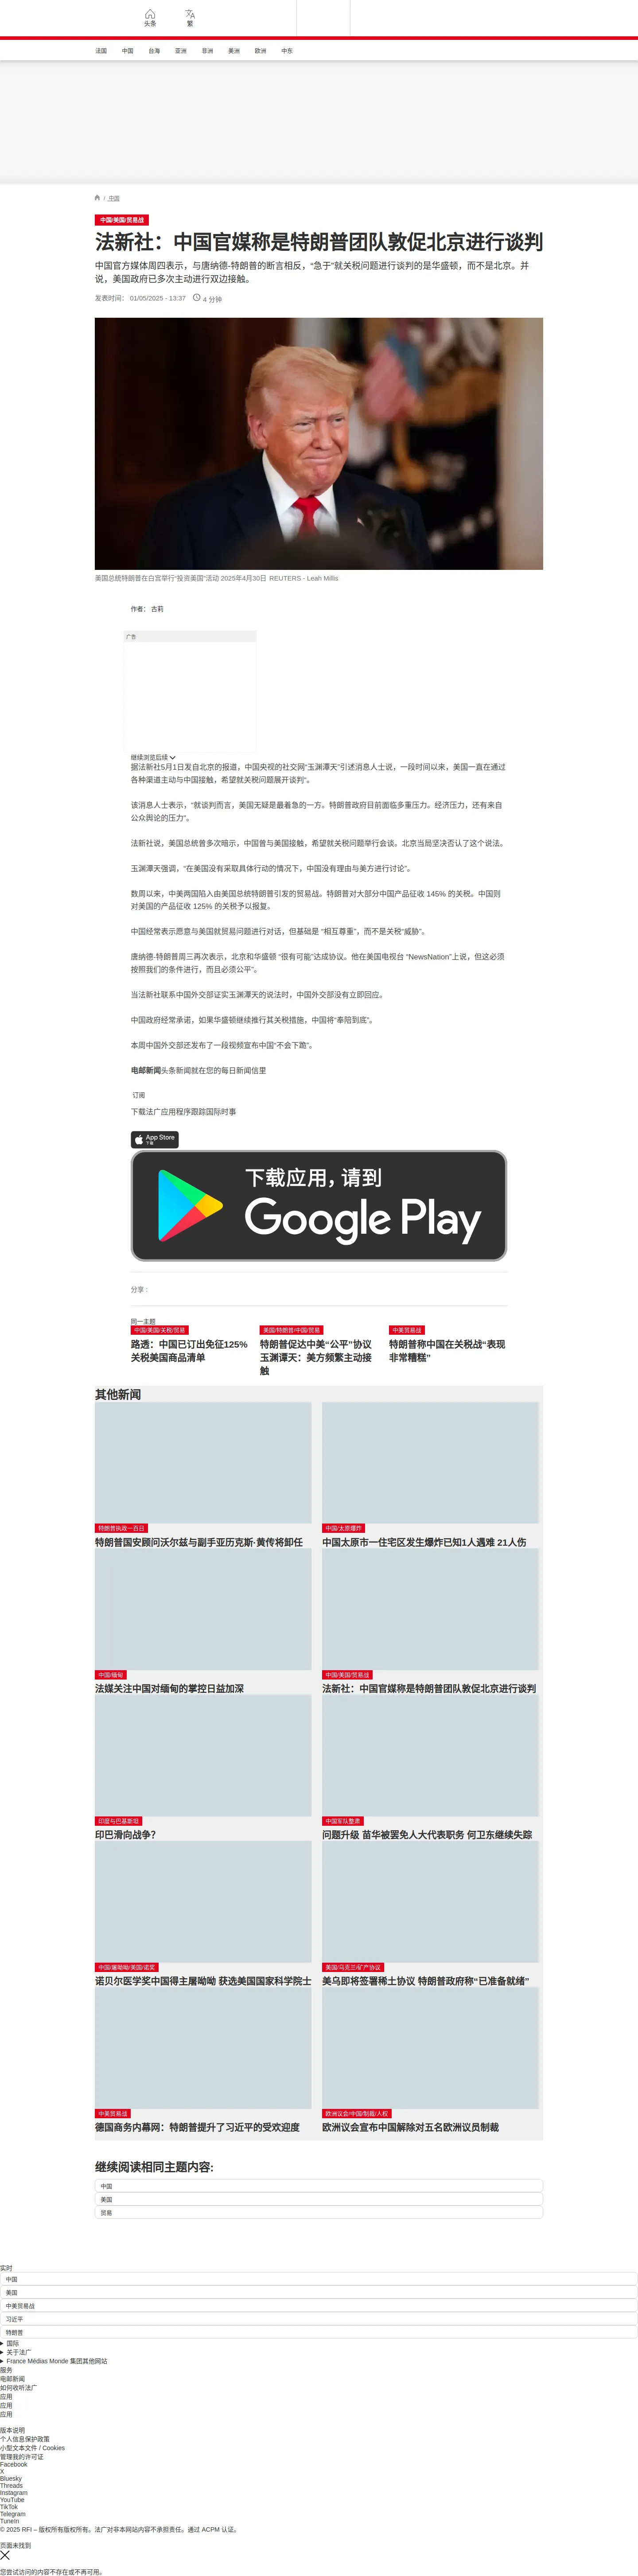 头条
繁
法国 中国 台海 亚洲 非洲 美洲 欧洲 中东
/ 中国
中国/美国/贸易战
法新社：中国官媒称是特朗普团队敦促北京进行谈判
中国官方媒体周四表示，与唐纳德-特朗普的断言相反，“急于”就关税问题进行谈判的是华盛顿，而不是北京。并
说，美国政府已多次主动进行双边接触。
发表时间： 01/05/2025 - 13:37 4 分钟
美国总统特朗普在白宫举行“投资美国”活动 2025年4月30日 REUTERS - Leah Millis
作者： 古莉
广告
继续浏览后续
据法新社5月1日发自北京的报道，中国央视的社交网“玉渊潭天”引述消息人士说，一段时间以来，美国一直在通过
各种渠道主动与中国接触，希望就关税问题展开谈判“。
该消息人士表示，“就谈判而言，美国无疑是最着急的一方。特朗普政府目前面临多重压力。经济压力，还有来自
公众舆论的压力”。
法新社说，美国总统曾多次暗示，中国曾与美国接触，希望就关税问题举行会谈。北京当局坚决否认了这个说法。
玉渊潭天强调，“在美国没有采取具体行动的情况下，中国没有理由与美方进行讨论”。
数周以来，中美两国陷入由美国总统特朗普引发的贸易战。特朗普对大部分中国产品征收 145% 的关税。中国则
对美国的产品征收 125% 的关税予以报复。
中国经常表示愿意与美国就贸易问题进行对话，但基础是 “相互尊重”，而不是关税“威胁”。
唐纳德-特朗普周三再次表示，北京和华盛顿 “很有可能”达成协议。他在美国电视台 “NewsNation”上说，但这必须
按照我们的条件进行，而且必须公平”。
当法新社联系中国外交部证实玉渊潭天的说法时，中国外交部没有立即回应。
中国政府经常承诺，如果华盛顿继续推行其关税措施，中国将“奉陪到底”。
本周中国外交部还发布了一段视频宣布中国“不会下跪”。
电邮新闻头条新闻就在您的每日新闻信里
订阅
下载法广应用程序跟踪国际时事
App Store
下载
下载应用，请到
Google Play
分享 :
同一主题
中国/美国/关税/贸易
路透：中国已订出免征125%
关税美国商品清单
美国/特朗普/中国/贸易
特朗普促达中美“公平”协议
玉渊谭天：美方频繁主动接
触
中美贸易战
特朗普称中国在关税战“表现
非常糟糕”
其他新闻
特朗普执政一百日
特朗普国安顾问沃尔兹与副手亚历克斯·黄传将卸任
中国/太原爆炸
中国太原市一住宅区发生爆炸已知1人遇难 21人伤
中国/缅甸
法媒关注中国对缅甸的掌控日益加深
中国/美国/贸易战
法新社：中国官媒称是特朗普团队敦促北京进行谈判
印度与巴基斯坦
印巴滑向战争？
中国军队整肃
问题升级 苗华被罢免人大代表职务 何卫东继续失踪
中国/屠呦呦/美国/诺奖
诺贝尔医学奖中国得主屠呦呦 获选美国国家科学院士
美国/乌克兰/矿产协议
美乌即将签署稀土协议 特朗普政府称“已准备就绪”
中美贸易战
德国商务内幕网：特朗普提升了习近平的受欢迎度
欧洲议会/中国/制裁/人权
欧洲议会宣布中国解除对五名欧洲议员制裁
继续阅读相同主题内容:
中国
美国
贸易
实时
中国
美国
中美贸易战
习近平
特朗普
国际
关于法广
France Médias Monde 集团其他网站
服务
电邮新闻
如何收听法广
应用
应用
应用
版本说明
个人信息保护政策
小型文本文件 / Cookies
管理我的许可证
Facebook
X
Bluesky
Threads
Instagram
YouTube
TikTok
Telegram
TuneIn
© 2025 RFI – 版权所有版权所有。法广对非本网站内容不承担责任。通过 ACPM 认证。
页面未找到
您尝试访问的内容不存在或不再可用。